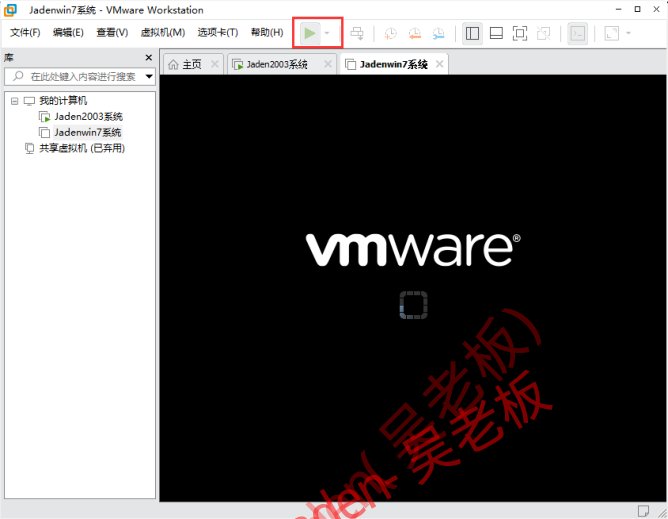 Jadenwin7系统 - VMware Workstation
文件(F) 编辑(E) 查看(V) 虚拟机(M) 选项卡(T) 帮助(H)
库
在此处键入内容进行搜索
主页
Jaden2003系统
Jadenwin7系统
我的计算机
Jaden2003系统
Jadenwin7系统
共享虚拟机 (已弃用)
vmware®
吴老板)
吴老板